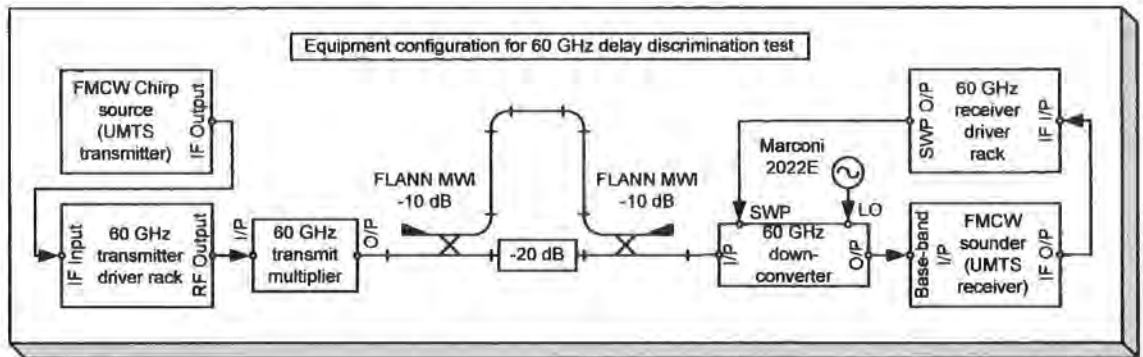 Equipment configuration for 60 GHz delay discrimination test
FMCW Chirp
source
(UMTS
transmitter)
IF Output
60 GHz
transmitter
driver rack
IF Input
RF Output
I/P
60 GHz
transmit
multiplier
O/P
FLANN MWI
-10 dB
-20 dB
FLANN MWI
-10 dB
Marconi
2022E
SWP
LO
I/P
60 GHz
down-
converter
O/P
SWP O/P
60 GHz
receiver
driver
rack
IF I/P
Base-band
I/P
FMCW
sounder
(UMTS
receiver)
IF O/P